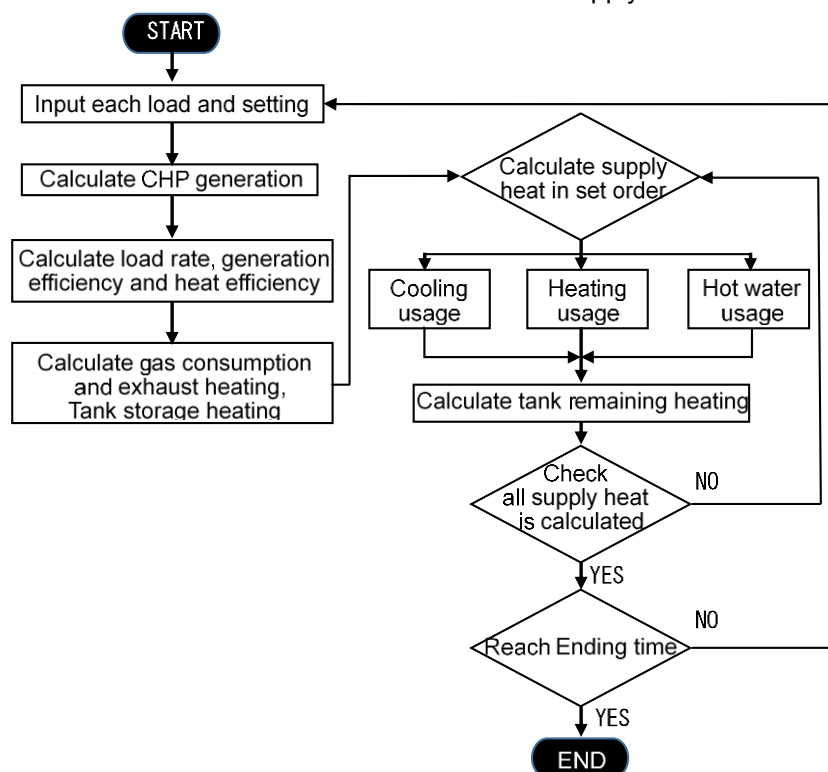 START
Input each load and setting
Calculate CHP generation
Calculate load rate, generation
efficiency and heat efficiency
Calculate gas consumption
and exhaust heating,
Tank storage heating
Calculate supply
heat in set order
Cooling
usage
Heating
usage
Hot water
usage
Calculate tank remaining heating
Check
all supply heat
is calculated
NO
YES
Reach Ending time
NO
YES
END